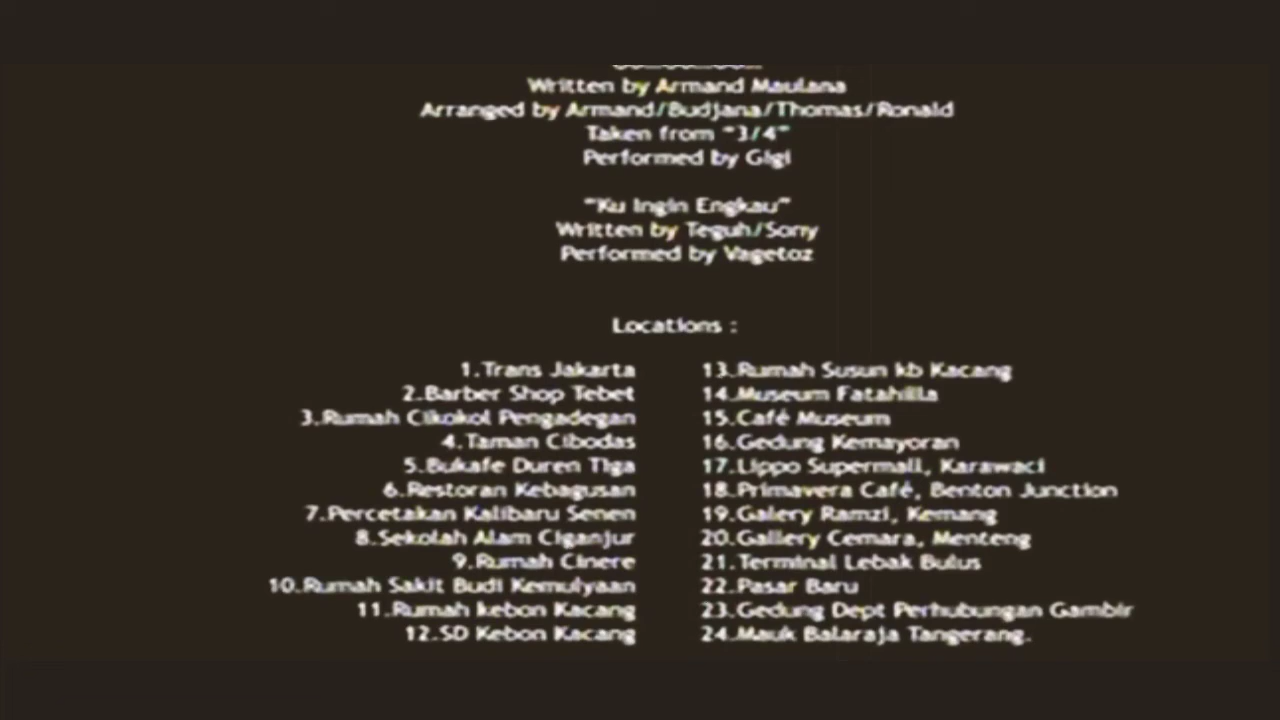 Written by Armand Maulana
Arranged by Armand/Budjana/Thomas/Ronald
Taken from "3/4"
Performed by Gigi
"Ku Ingin Engkau"
Written by Teguh/Sony
Performed by Vagetoz
Locations :
1.Trans Jakarta
2.Barber Shop Tebet
3.Rumah Cikokol Pengadegan
4.Taman Cibodas
5.Bukafe Duren Tiga
6.Restoran Kebagusan
7.Percetakan Kalibaru Senen
8.Sekolah Alam Ciganjur
9.Rumah Cinere
10.Rumah Sakit Budi Kemulyaan
11.Rumah kebon Kacang
12.SD Kebon Kacang
13.Rumah Susun kb Kacang
14.Museum Fatahilla
15.Café Museum
16.Gedung Kemayoran
17.Lippo Supermall, Karawaci
18.Primavera Café, Benton Junction
19.Galery Ramzi, Kemang
20.Gallery Cemara, Menteng
21.Terminal Lebak Bulus
22.Pasar Baru
23.Gedung Dept Perhubungan Gambir
24.Mauk Balaraja Tangerang.